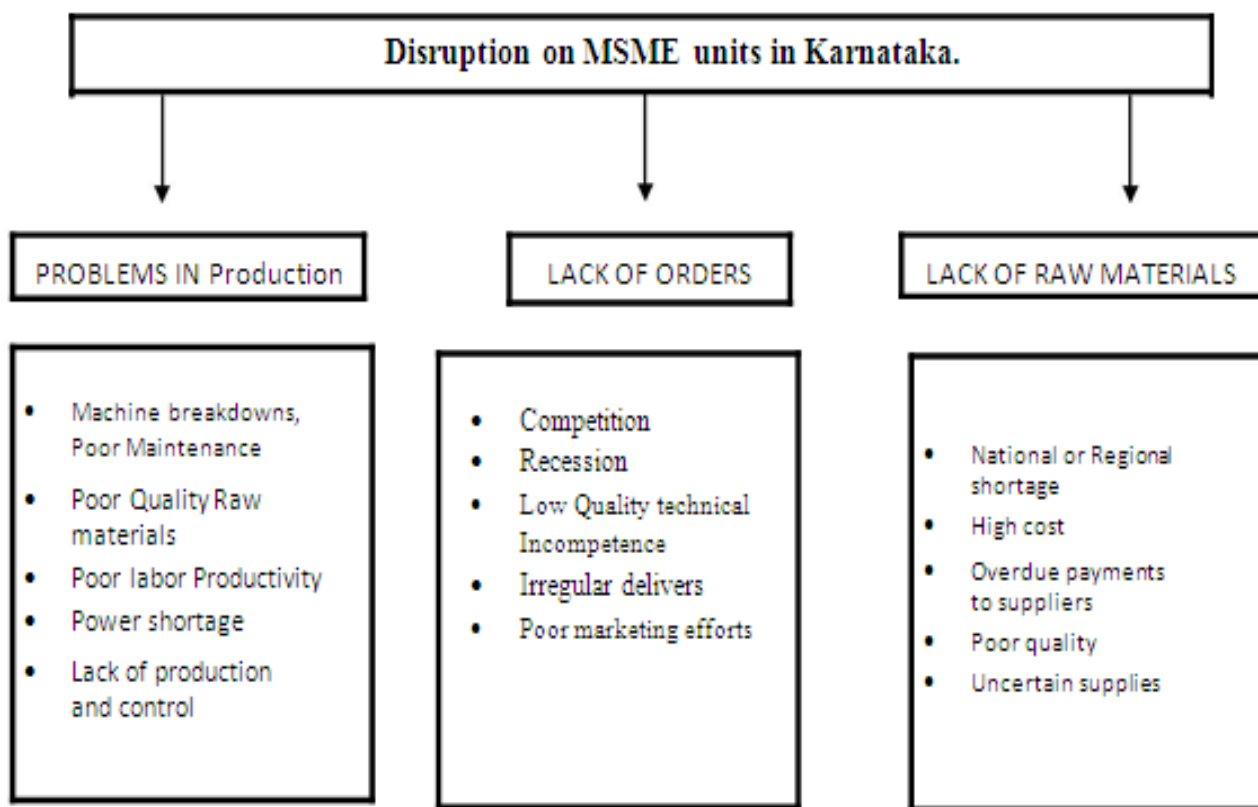 Disruption on MSME units in Karnataka.
PROBLEMS IN Production
• Machine breakdowns,
Poor Maintenance
• Poor Quality Raw
materials
• Poor labor Productivity
• Power shortage
• Lack of production
and control
LACK OF ORDERS
• Competition
• Recession
• Low Quality technical
Incompetence
• Irregular delivers
• Poor marketing efforts
LACK OF RAW MATERIALS
• National or Regional
shortage
• High cost
• Overdue payments
to suppliers
• Poor quality
• Uncertain supplies